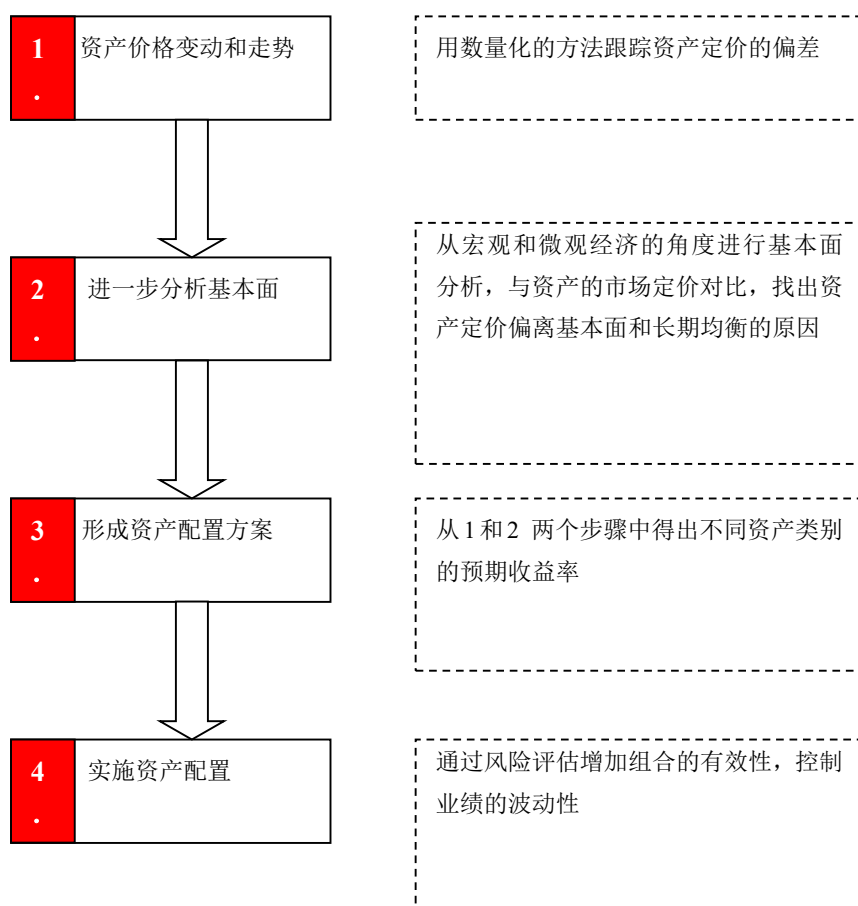 1
.
资产价格变动和走势
用数量化的方法跟踪资产定价的偏差
2
.
进一步分析基本面
从宏观和微观经济的角度进行基本面
分析，与资产的市场定价对比，找出资
产定价偏离基本面和长期均衡的原因
3
.
形成资产配置方案
从1和2 两个步骤中得出不同资产类别
的预期收益率
4
.
实施资产配置
通过风险评估增加组合的有效性，控制
业绩的波动性